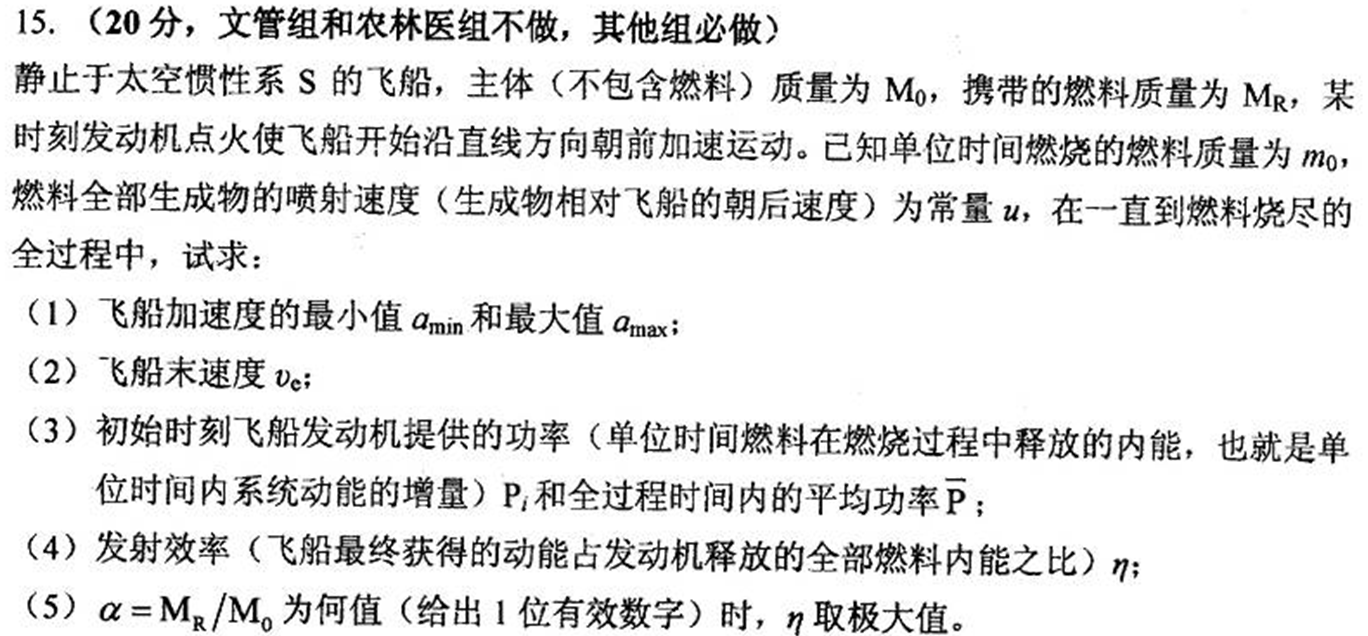 15. （20 分，文管组和农林医组不做，其他组必做）
静止于太空惯性系 S 的飞船，主体（不包含燃料）质量为 M₀，携带的燃料质量为 M_R，某
时刻发动机点火使飞船开始沿直线方向朝前加速运动。已知单位时间燃烧的燃料质量为 m₀，
燃料全部生成物的喷射速度（生成物相对飞船的朝后速度）为常量 u，在一直到燃料烧尽的
全过程中，试求：
（1）飞船加速度的最小值 a_min 和最大值 a_max；
（2）飞船末速度 v_e；
（3）初始时刻飞船发动机提供的功率（单位时间燃料在燃烧过程中释放的内能，也就是单
位时间内系统动能的增量）P_i 和全过程时间内的平均功率 P̅；
（4）发射效率（飞船最终获得的动能占发动机释放的全部燃料内能之比）η；
（5）α = M_R/M₀ 为何值（给出 1 位有效数字）时，η 取极大值。